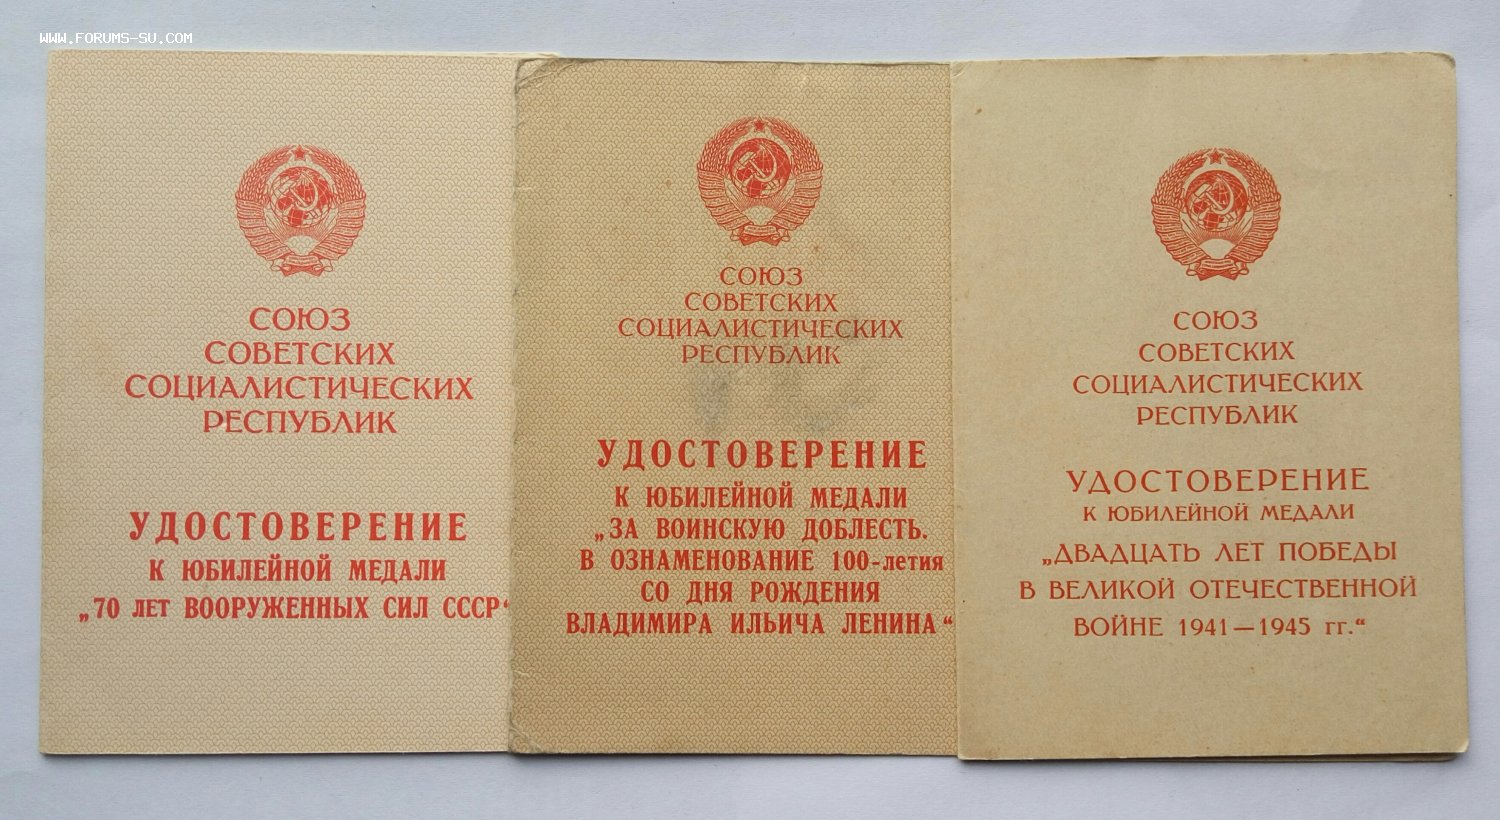 WWW.FORUMS-SU.COM
СОЮЗ
СОВЕТСКИХ
СОЦИАЛИСТИЧЕСКИХ
РЕСПУБЛИК
УДОСТОВЕРЕНИЕ
К ЮБИЛЕЙНОЙ МЕДАЛИ
„70 ЛЕТ ВООРУЖЕННЫХ СИЛ СССР“
СОЮЗ
СОВЕТСКИХ
СОЦИАЛИСТИЧЕСКИХ
РЕСПУБЛИК
УДОСТОВЕРЕНИЕ
К ЮБИЛЕЙНОЙ МЕДАЛИ
„ЗА ВОИНСКУЮ ДОБЛЕСТЬ.
В ОЗНАМЕНОВАНИЕ 100-летия
СО ДНЯ РОЖДЕНИЯ
ВЛАДИМИРА ИЛЬИЧА ЛЕНИНА“
СОЮЗ
СОВЕТСКИХ
СОЦИАЛИСТИЧЕСКИХ
РЕСПУБЛИК
УДОСТОВЕРЕНИЕ
К ЮБИЛЕЙНОЙ МЕДАЛИ
„ДВАДЦАТЬ ЛЕТ ПОБЕДЫ
В ВЕЛИКОЙ ОТЕЧЕСТВЕННОЙ
ВОЙНЕ 1941—1945 гг.“